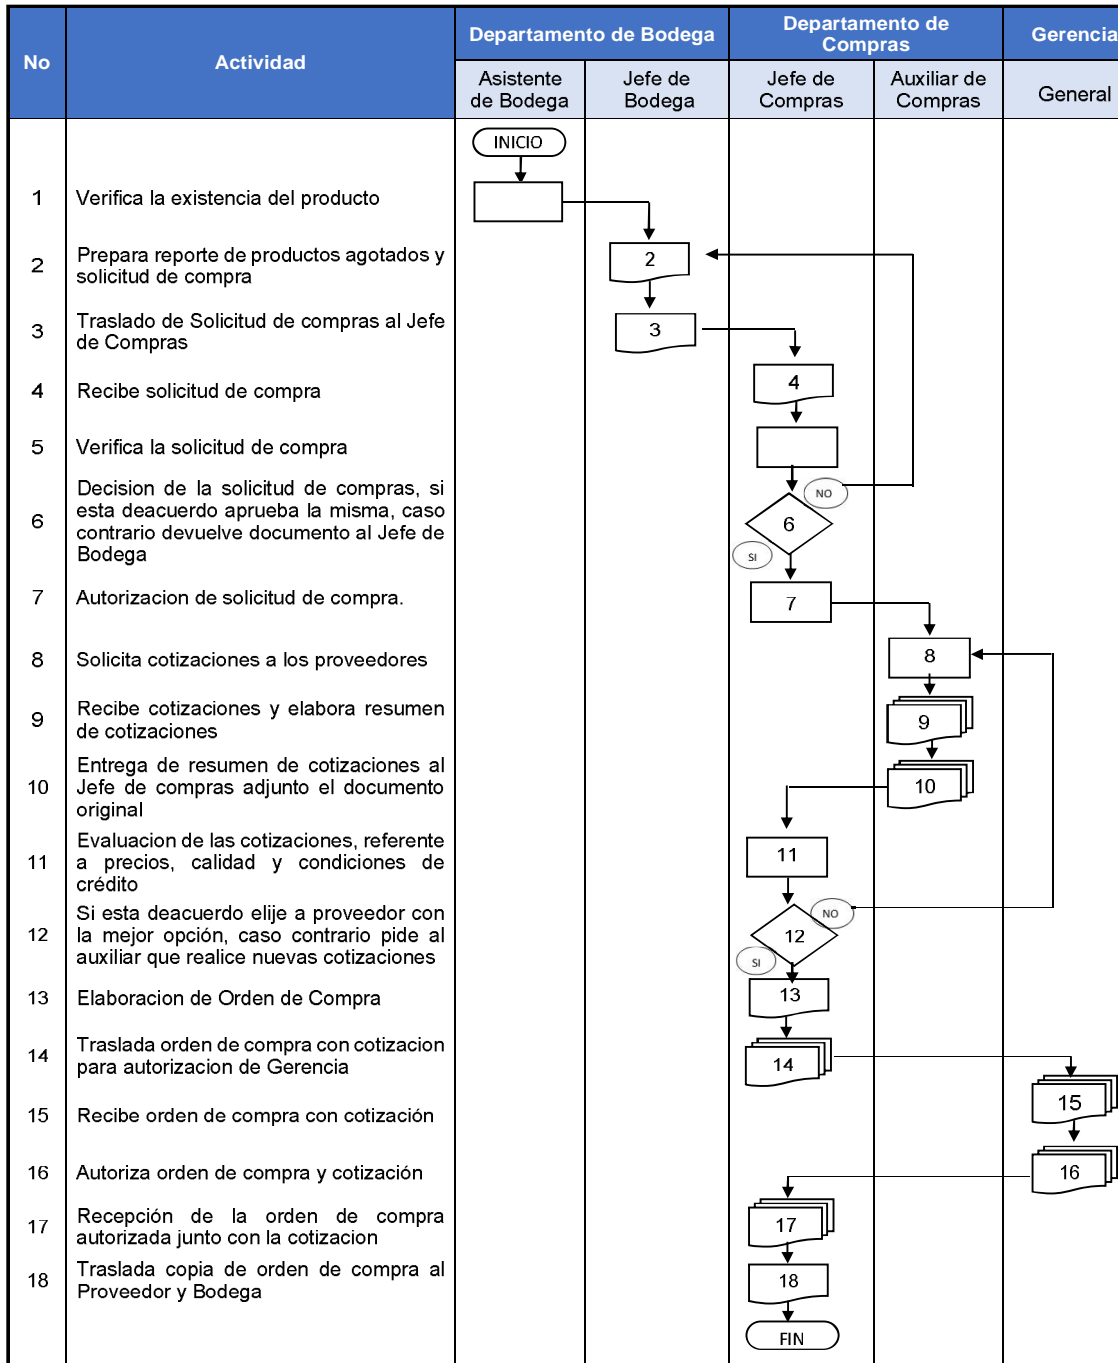 No
Actividad
Departamento de Bodega
Departamento de
Compras
Gerencia
Asistente
de Bodega
Jefe de
Bodega
Jefe de
Compras
Auxiliar de
Compras
General
INICIO
1
Verifica la existencia del producto
2
Prepara reporte de productos agotados y
solicitud de compra
2
3
Traslado de Solicitud de compras al Jefe
de Compras
3
4
Recibe solicitud de compra
4
5
Verifica la solicitud de compra
6
Decision de la solicitud de compras, si
esta deacuerdo aprueba la misma, caso
contrario devuelve documento al Jefe de
Bodega
NO
6
SI
7
Autorizacion de solicitud de compra.
7
8
Solicita cotizaciones a los proveedores
8
9
Recibe cotizaciones y elabora resumen
de cotizaciones
9
10
Entrega de resumen de cotizaciones al
Jefe de compras adjunto el documento
original
10
11
Evaluacion de las cotizaciones, referente
a precios, calidad y condiciones de
crédito
11
12
Si esta deacuerdo elije a proveedor con
la mejor opción, caso contrario pide al
auxiliar que realice nuevas cotizaciones
NO
12
SI
13
Elaboracion de Orden de Compra
13
14
Traslada orden de compra con cotizacion
para autorizacion de Gerencia
14
15
Recibe orden de compra con cotización
15
16
Autoriza orden de compra y cotización
16
17
Recepción de la orden de compra
autorizada junto con la cotizacion
17
18
Traslada copia de orden de compra al
Proveedor y Bodega
18
FIN